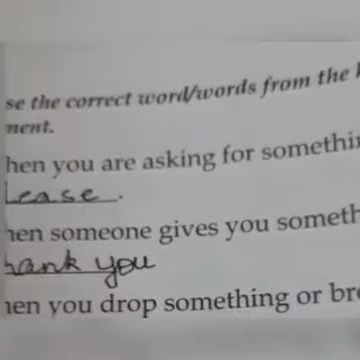 se the correct word/words from the
nent.
hen you are asking for somethin
lease.
hen someone gives you someth
hank you
hen you drop something or bre